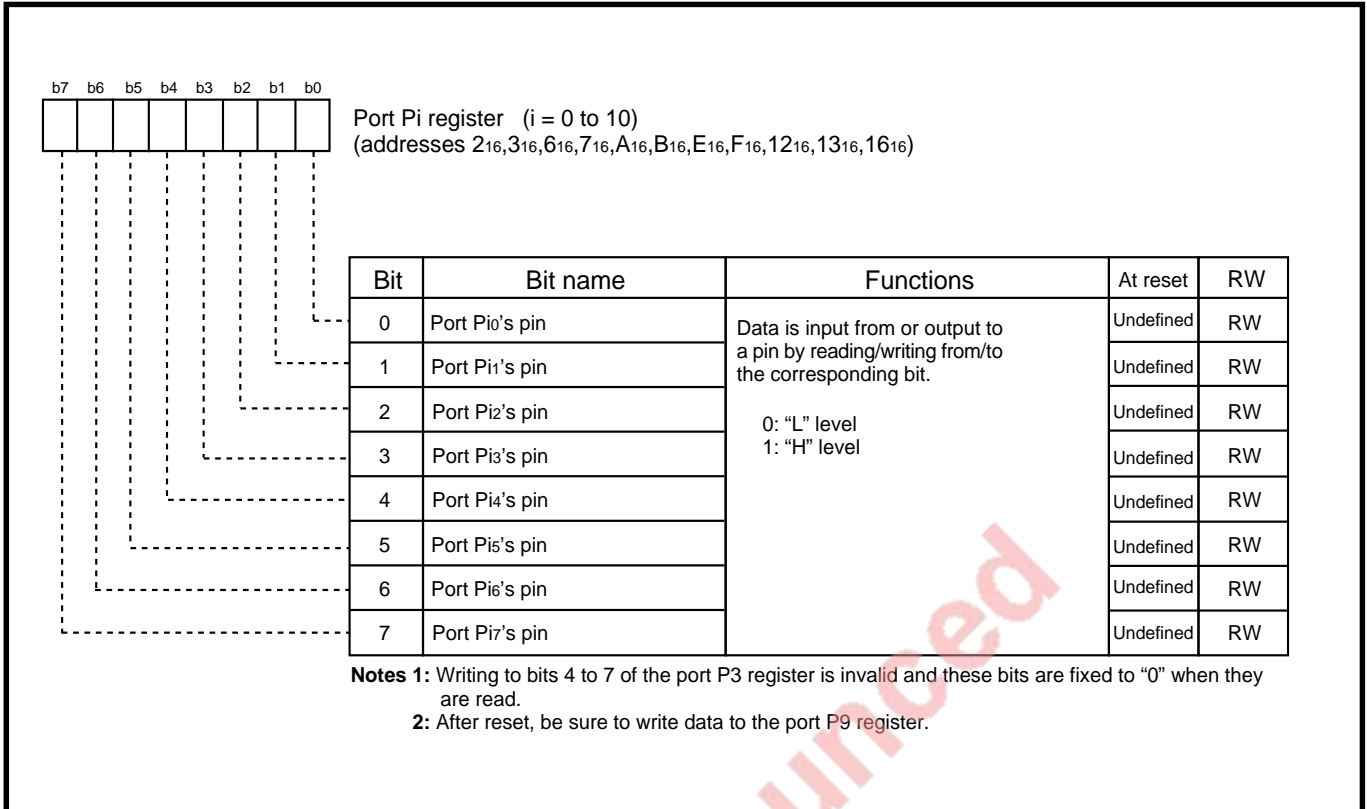 b7 b6 b5 b4 b3 b2 b1 b0
Port Pi register (i = 0 to 10)
(addresses 2₁₆,3₁₆,6₁₆,7₁₆,A₁₆,B₁₆,E₁₆,F₁₆,12₁₆,13₁₆,16₁₆)
Bit Bit name Functions At reset RW
0 Port Pi₀’s pin Undefined RW
Data is input from or output to
a pin by reading/writing from/to
the corresponding bit.
0: “L” level
1: “H” level
1 Port Pi₁’s pin Undefined RW
2 Port Pi₂’s pin Undefined RW
3 Port Pi₃’s pin Undefined RW
4 Port Pi₄’s pin Undefined RW
5 Port Pi₅’s pin Undefined RW
6 Port Pi₆’s pin Undefined RW
7 Port Pi₇’s pin Undefined RW
Notes 1: Writing to bits 4 to 7 of the port P3 register is invalid and these bits are fixed to “0” when they
are read.
2: After reset, be sure to write data to the port P9 register.